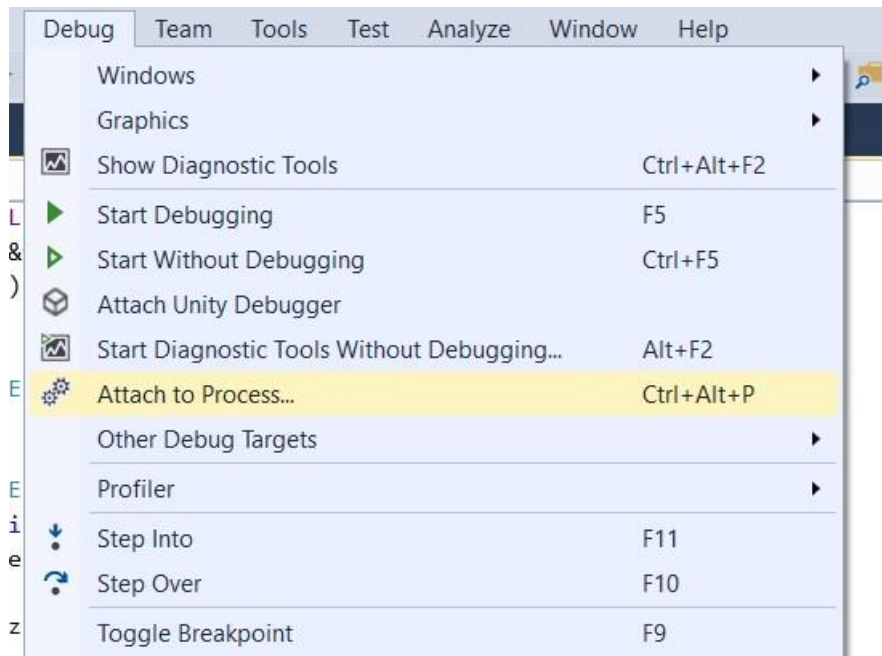 Debug Team Tools Test Analyze Window Help
Windows
Graphics
Show Diagnostic Tools Ctrl+Alt+F2
L
Start Debugging F5
&
Start Without Debugging Ctrl+F5
)
Attach Unity Debugger
Start Diagnostic Tools Without Debugging... Alt+F2
E
Attach to Process... Ctrl+Alt+P
Other Debug Targets
E
Profiler
i
Step Into F11
e
Step Over F10
z
Toggle Breakpoint F9